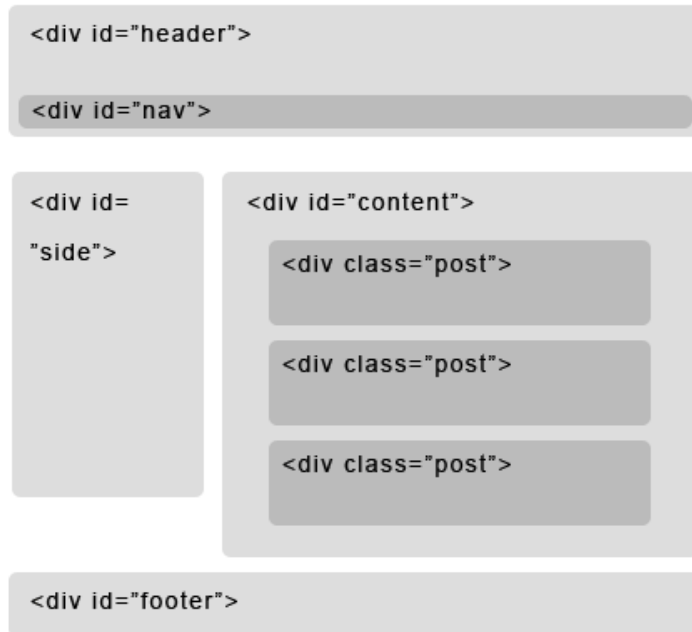 <div id="header">
<div id="nav">
<div id=
"side">
<div id="content">
<div class="post">
<div class="post">
<div class="post">
<div id="footer">